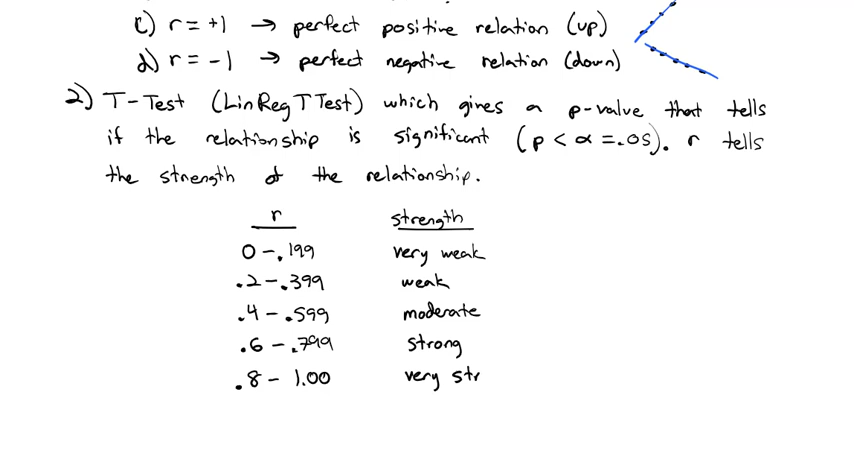 c) r = +1 → perfect positive relation (up)
d) r = -1 → perfect negative relation (down)
2) T-Test (LinRegTTest) which gives a p-value that tells
if the relationship is significant (p < α = .05). r tells
the strength of the relationship.
r strength
0 - .199 very weak
.2 - .399 weak
.4 - .599 moderate
.6 - .799 strong
.8 - 1.00 very str